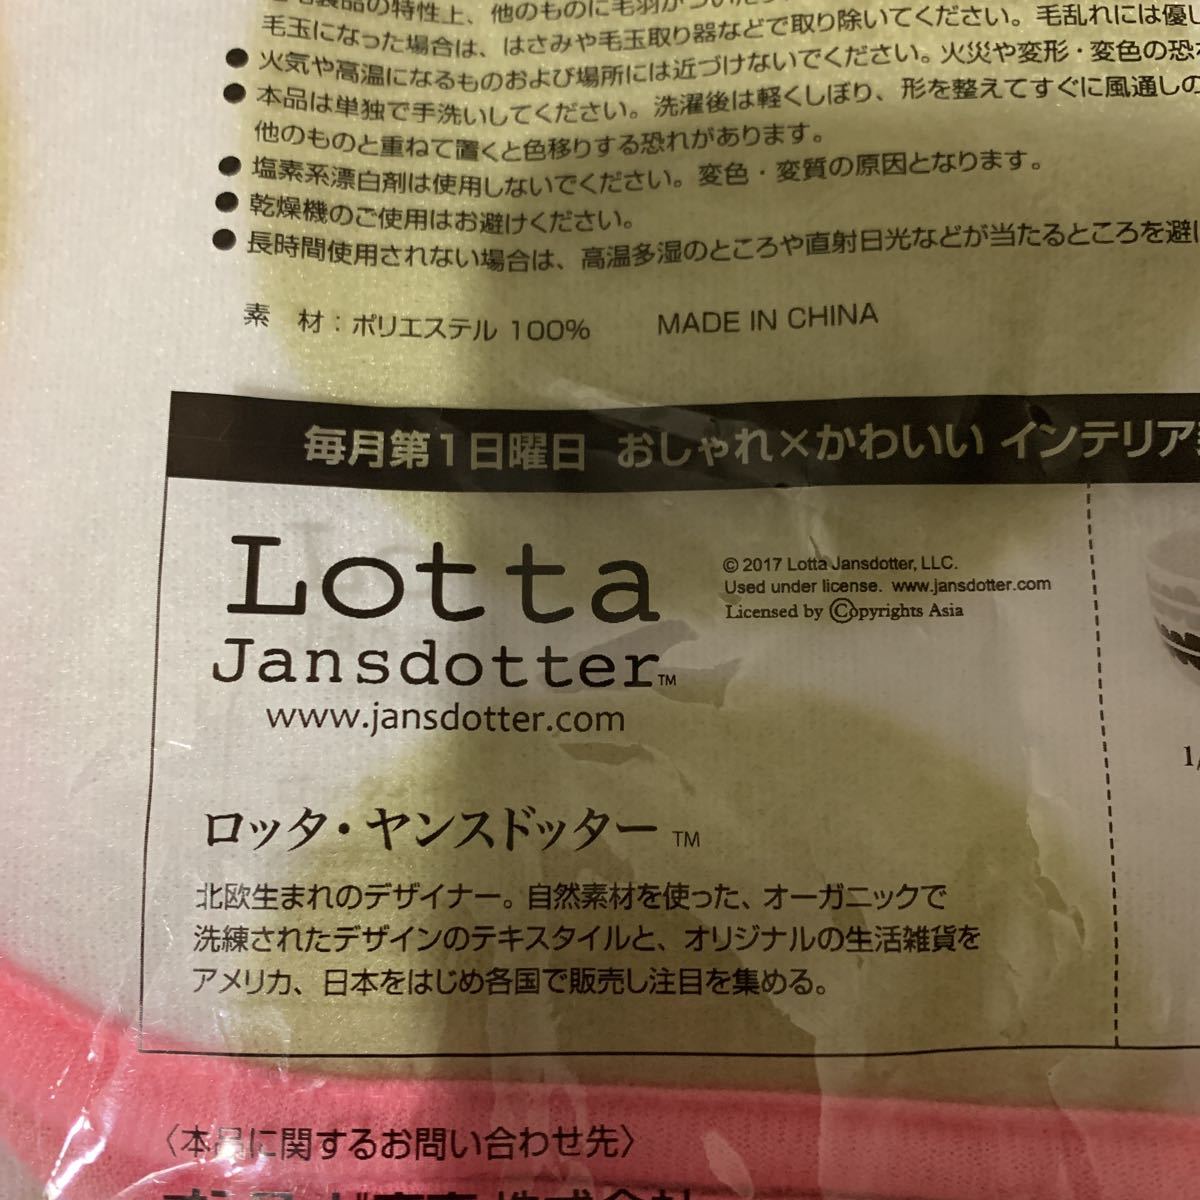 製品の特性上、他のものに毛羽が
毛玉になった場合は、はさみや毛玉取り器などで取り除いてください。毛乱れには優し
● 火気や高温になるものおよび場所には近づけないでください。火災や変形・変色の恐
● 本品は単独で手洗いしてください。洗濯後は軽くしぼり、形を整えてすぐに風通しの
他のものと重ねて置くと色移りする恐れがあります。
● 塩素系漂白剤は使用しないでください。変色・変質の原因となります。
● 乾燥機のご使用はお避けください。
● 長時間使用されない場合は、高温多湿のところや直射日光などが当たるところを避け
素 材：ポリエステル 100% MADE IN CHINA
毎月第1日曜日 おしゃれ×かわいい インテリア
Lotta
Jansdotter™
www.jansdotter.com
© 2017 Lotta Jansdotter, LLC.
Used under license. www.jansdotter.com
Licensed by Ⓒopyrights Asia
1/
ロッタ・ヤンスドッター™
北欧生まれのデザイナー。自然素材を使った、オーガニックで
洗練されたデザインのテキスタイルと、オリジナルの生活雑貨を
アメリカ、日本をはじめ各国で販売し注目を集める。
〈本品に関するお問い合わせ先〉